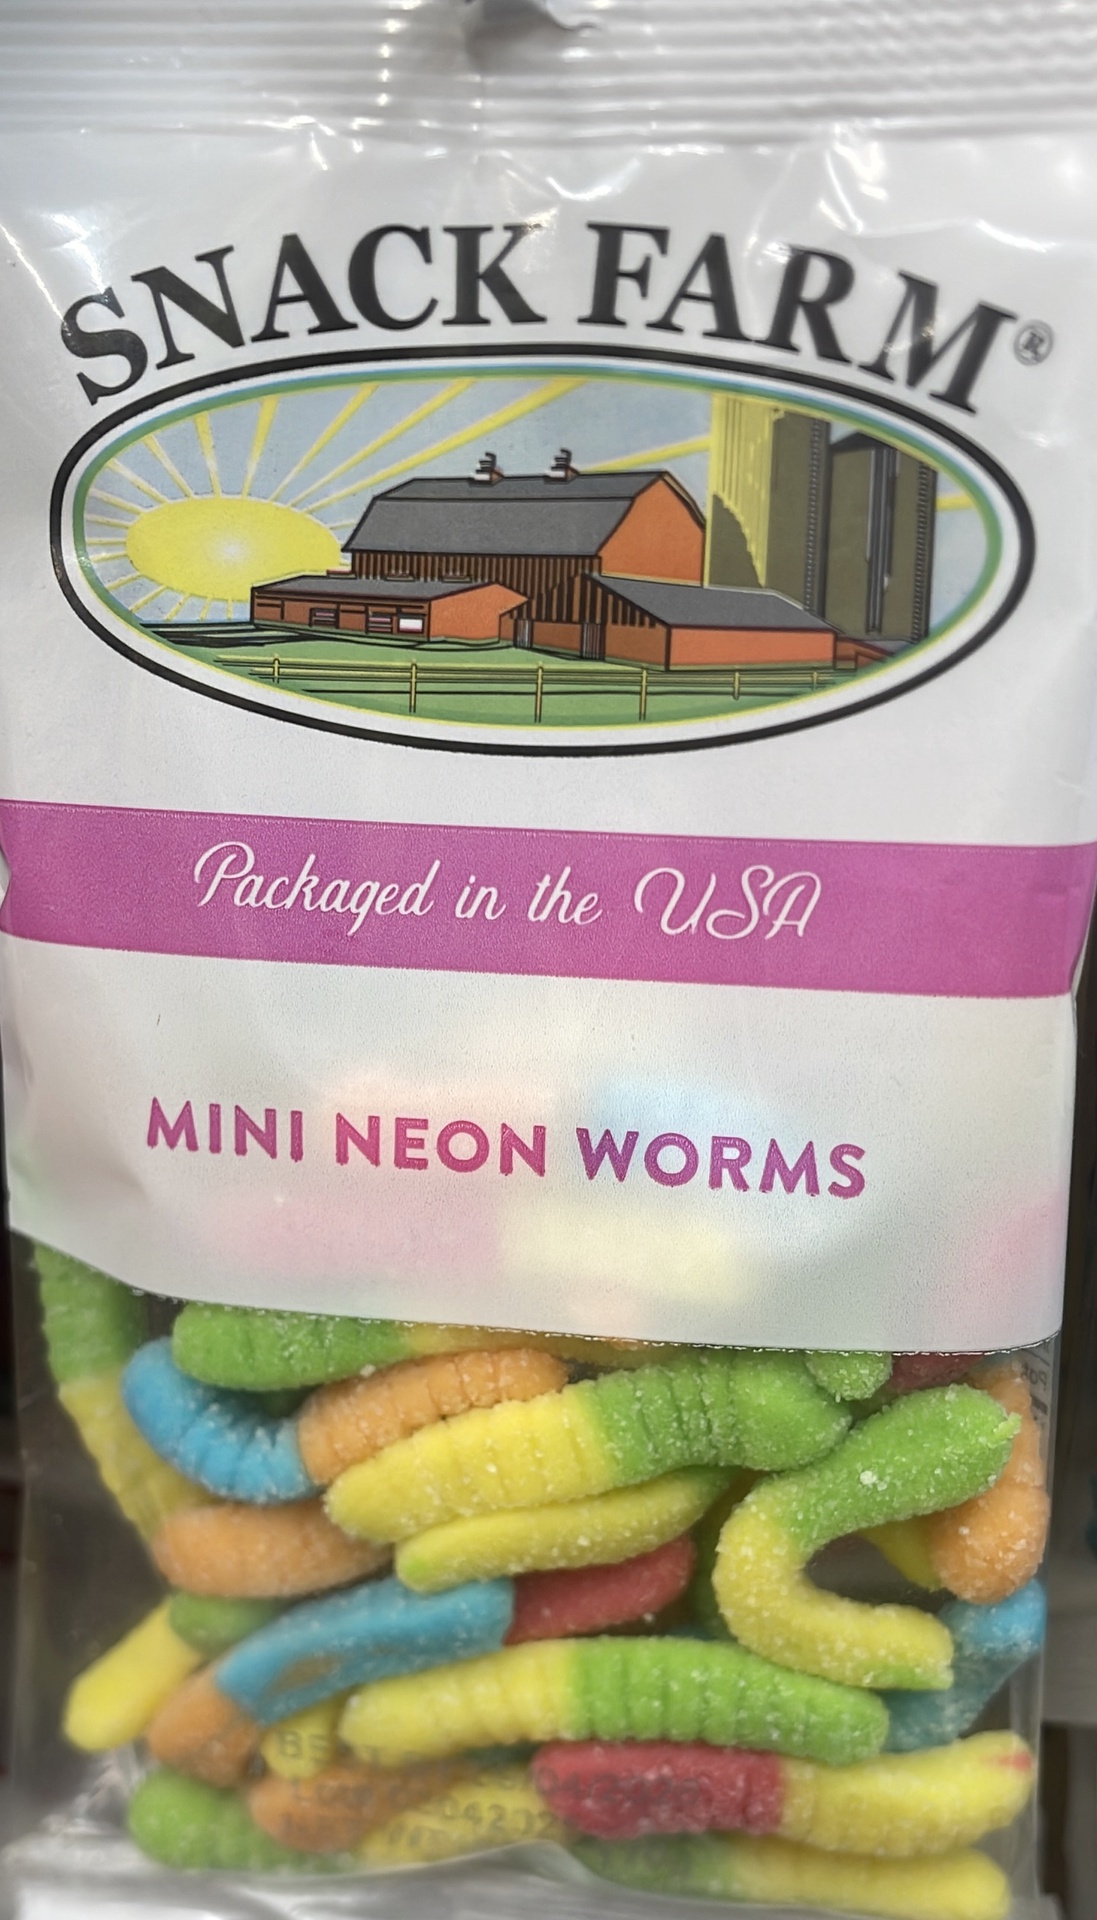 SNACK FARM®
Packaged in the USA
MINI NEON WORMS